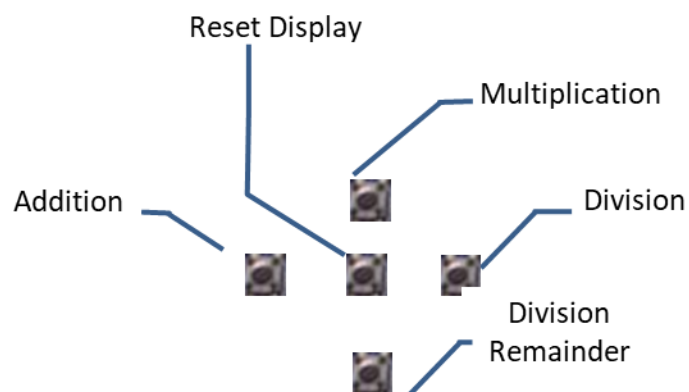 Reset Display
Multiplication
Addition
Division
Division
Remainder